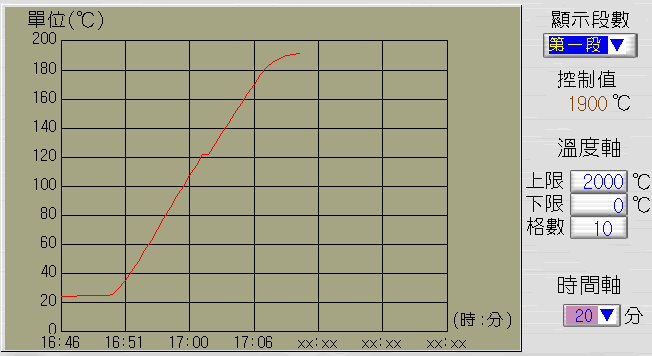 單位(℃)
200
180
160
140
120
100
80
60
40
20
0
16:46 16:51 17:00 17:06 xx:xx xx:xx xx:xx
(時:分)
顯示段數
第一段
控制值
1900 ℃
溫度軸
上限 2000 ℃
下限 0 ℃
格數 10
時間軸
20 分